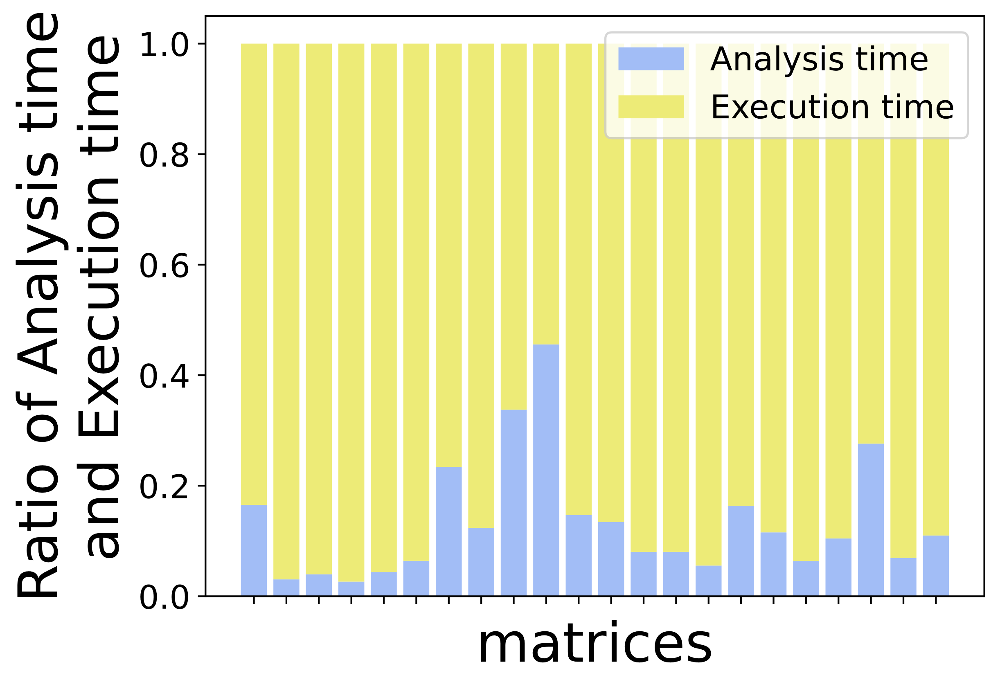 Ratio of Analysis time
and Execution time
1.0
0.8
0.6
0.4
0.2
0.0
Analysis time
Execution time
matrices